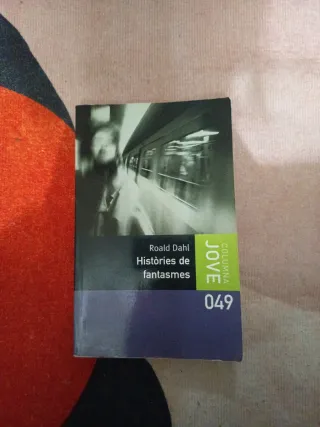 Roald Dahl
Històries de
fantasmes
COLUMNA
JOVE
049